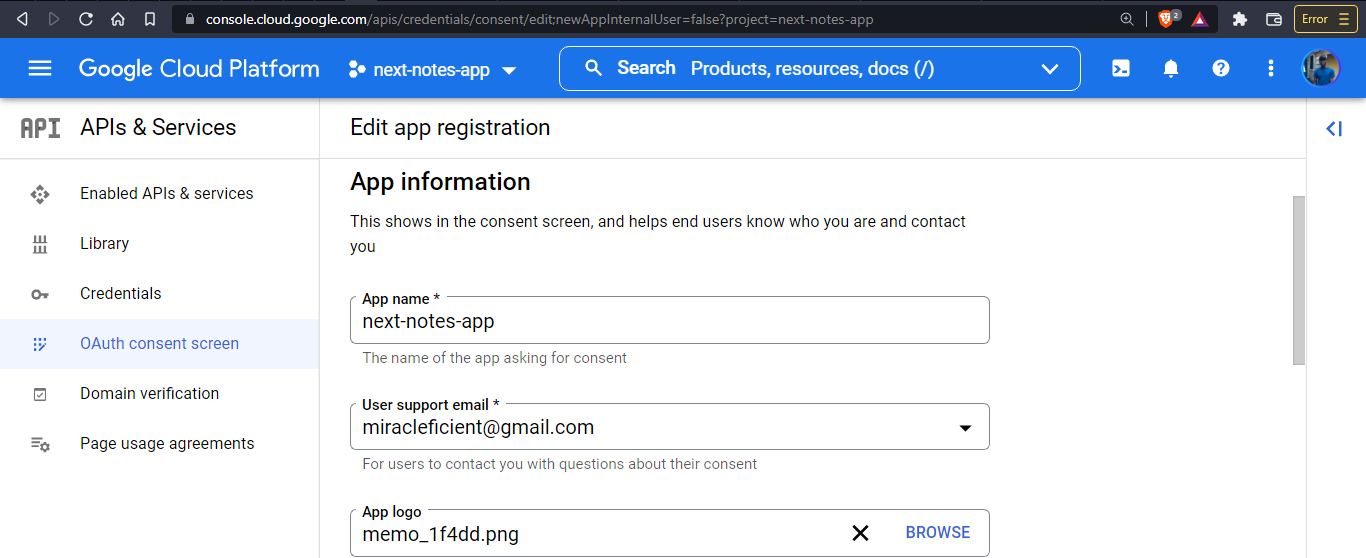 console.cloud.google.com/apis/credentials/consent/edit;newAppInternalUser=false?project=next-notes-app
2
Error
Google Cloud Platform
next-notes-app
Search Products, resources, docs (/)
API APIs & Services
Edit app registration
Enabled APIs & services
Library
Credentials
OAuth consent screen
Domain verification
Page usage agreements
App information
This shows in the consent screen, and helps end users know who you are and contact
you
App name *
next-notes-app
The name of the app asking for consent
User support email *
miracleficient@gmail.com
For users to contact you with questions about their consent
App logo
memo_1f4dd.png
BROWSE